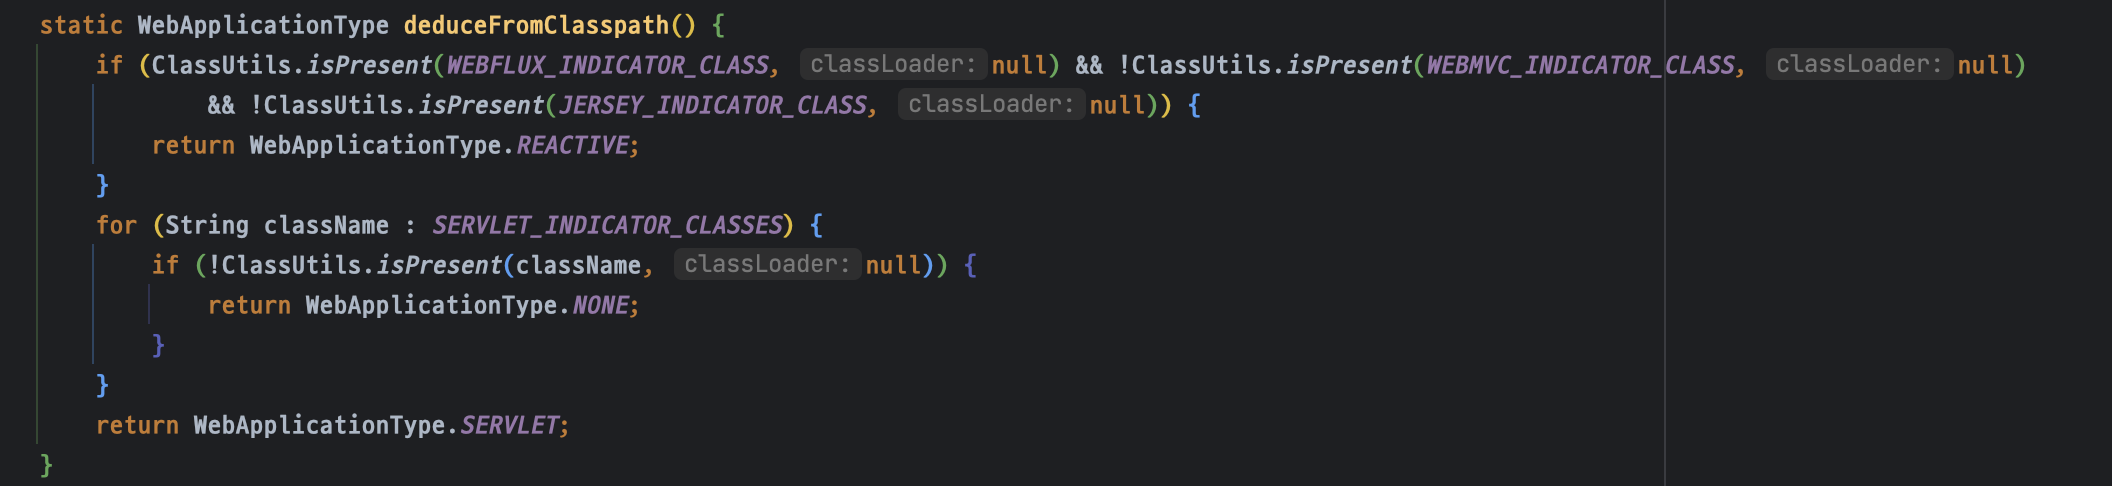 static WebApplicationType deduceFromClasspath() {
if (ClassUtils.isPresent(WEBFLUX_INDICATOR_CLASS, classLoader: null) && !ClassUtils.isPresent(WEBMVC_INDICATOR_CLASS, classLoader: null)
&& !ClassUtils.isPresent(JERSEY_INDICATOR_CLASS, classLoader: null)) {
return WebApplicationType.REACTIVE;
}
for (String className : SERVLET_INDICATOR_CLASSES) {
if (!ClassUtils.isPresent(className, classLoader: null)) {
return WebApplicationType.NONE;
}
}
return WebApplicationType.SERVLET;
}